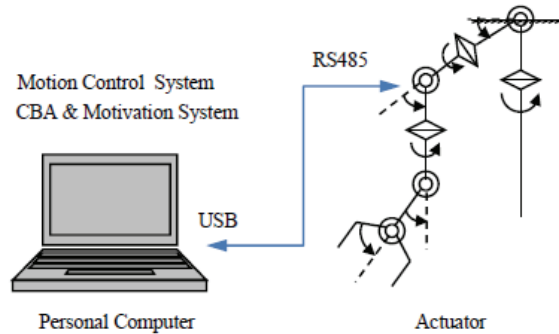 Motion Control System
CBA & Motivation System
RS485
USB
Personal Computer
Actuator